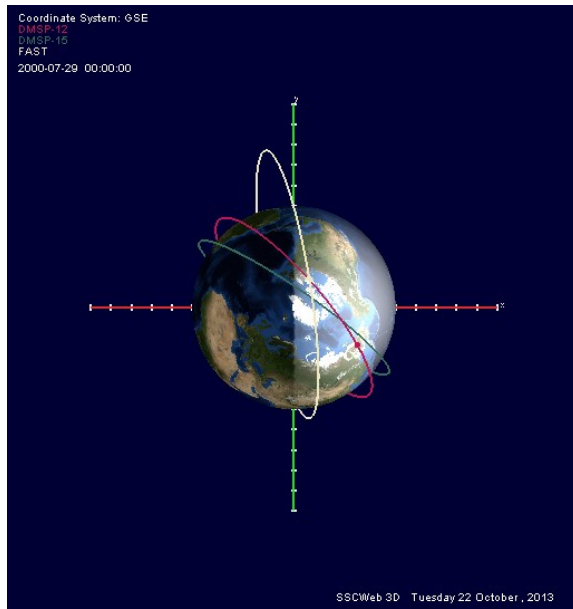 Coordinate System: GSE
DMSP-12
DMSP-15
FAST
2000-07-29 00:00:00
y
x
SSCWeb 3D Tuesday 22 October , 2013